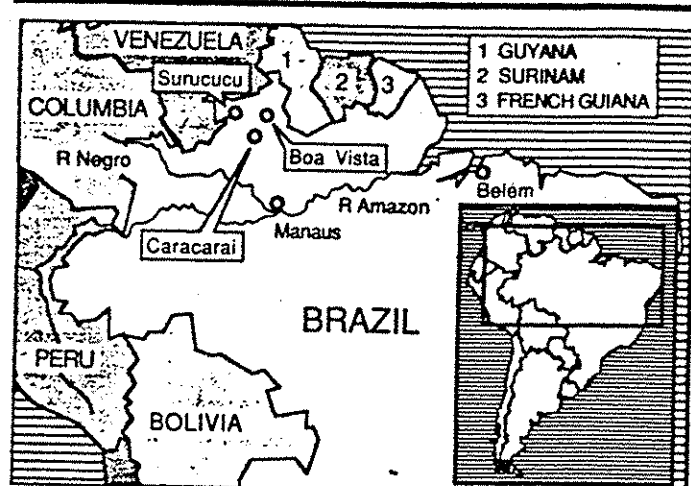 VENEZUELA
Surucucu
1
2
3
1 GUYANA
2 SURINAM
3 FRENCH GUIANA
COLUMBIA
Boa Vista
R Negro
R Amazon
Belém
Manaus
Caracarai
BRAZIL
PERU
BOLIVIA